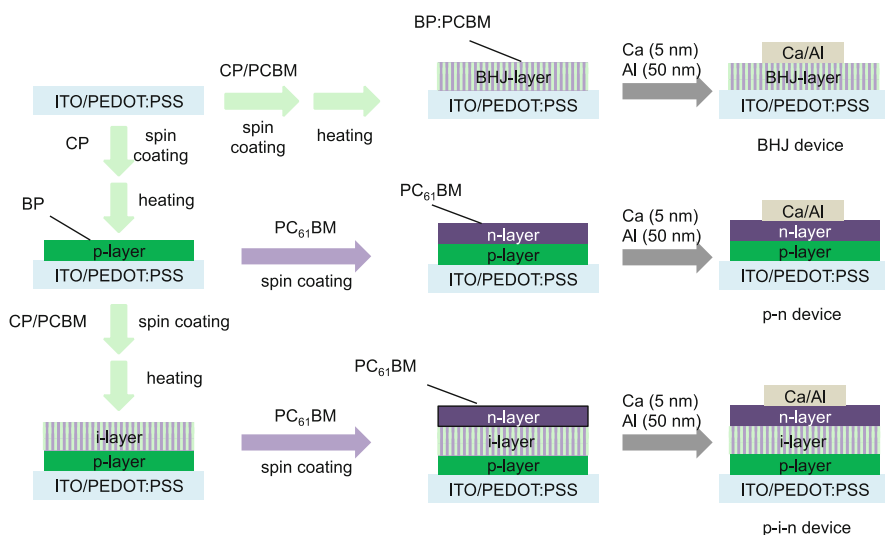 BP:PCBM
CP/PCBM
Ca (5 nm)
Al (50 nm)
Ca/Al
BHJ-layer
BHJ-layer
ITO/PEDOT:PSS
ITO/PEDOT:PSS
ITO/PEDOT:PSS
spin
coating
heating
BHJ device
CP
spin
coating
heating
BP
p-layer
ITO/PEDOT:PSS
PC₆₁BM
spin coating
PC₆₁BM
n-layer
p-layer
ITO/PEDOT:PSS
Ca (5 nm)
Al (50 nm)
Ca/Al
n-layer
p-layer
ITO/PEDOT:PSS
p-n device
CP/PCBM
spin coating
heating
i-layer
p-layer
ITO/PEDOT:PSS
PC₆₁BM
spin coating
PC₆₁BM
n-layer
i-layer
p-layer
ITO/PEDOT:PSS
Ca (5 nm)
Al (50 nm)
Ca/Al
n-layer
i-layer
p-layer
ITO/PEDOT:PSS
p-i-n device